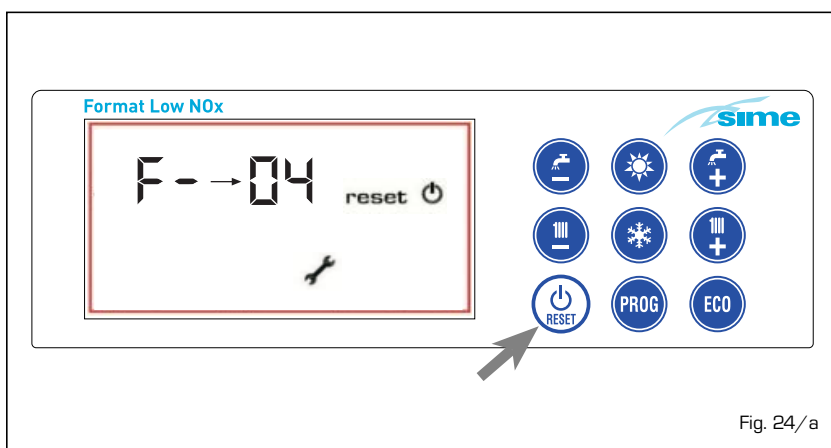 Format Low NOx
sime
F- → 04 reset
RESET
PROG
ECO
Fig. 24/a